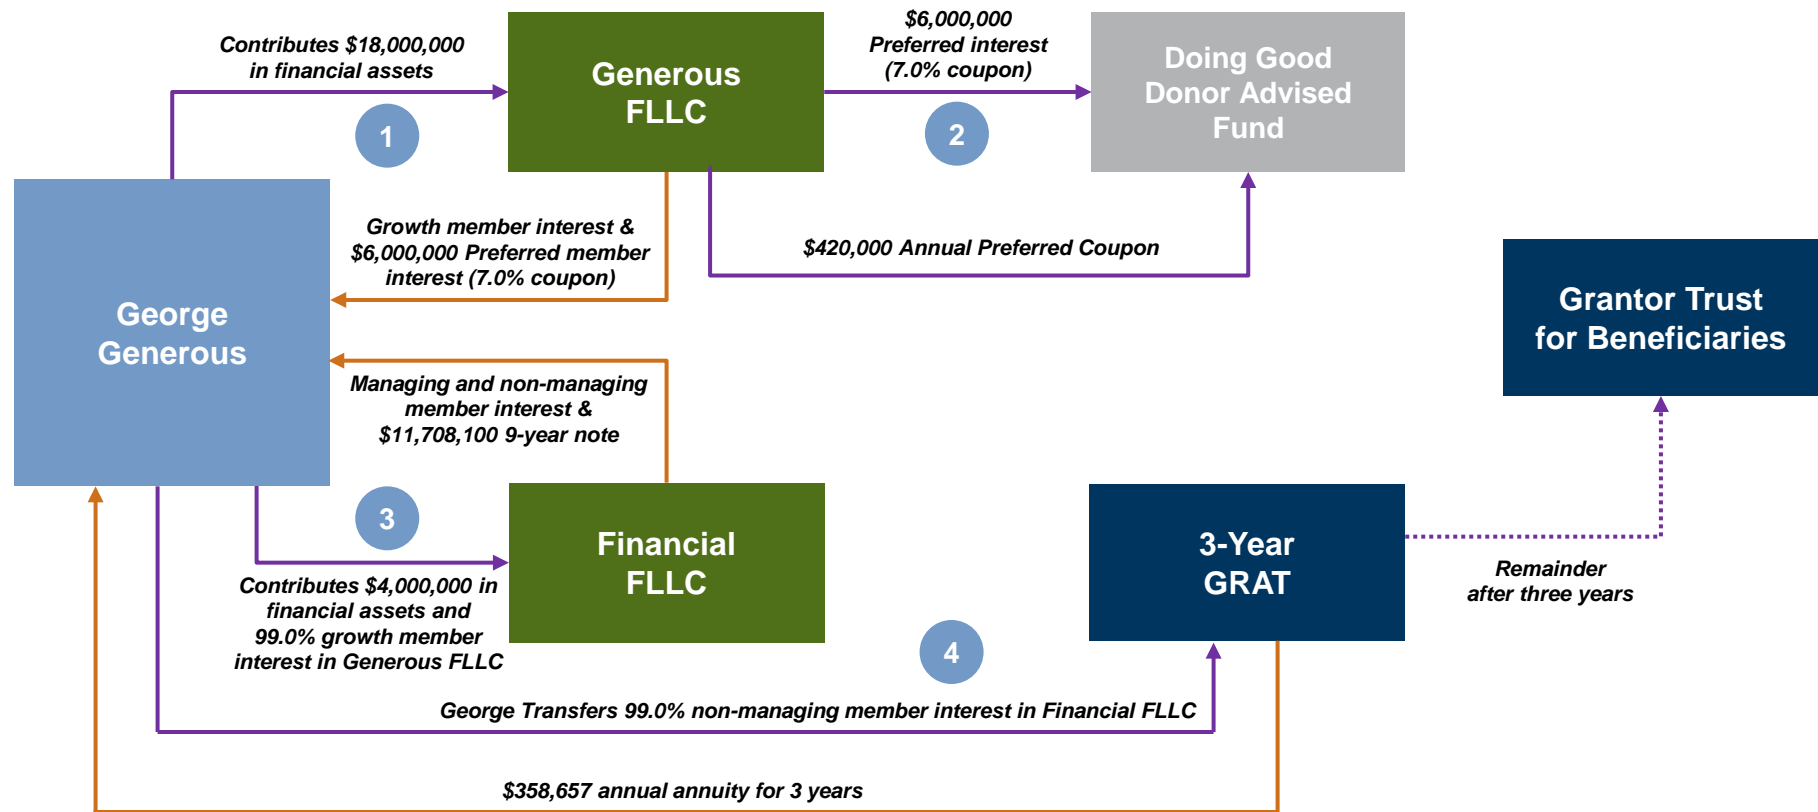 Contributes $18,000,000
in financial assets
1
Generous
FLLC
$6,000,000
Preferred interest
(7.0% coupon)
2
Doing Good
Donor Advised
Fund
Growth member interest &
$6,000,000 Preferred member
interest (7.0% coupon)
$420,000 Annual Preferred Coupon
George
Generous
Grantor Trust
for Beneficiaries
Managing and non-managing
member interest &
$11,708,100 9-year note
3
Financial
FLLC
3-Year
GRAT
Remainder
after three years
Contributes $4,000,000 in
financial assets and
99.0% growth member
interest in Generous FLLC
4
George Transfers 99.0% non-managing member interest in Financial FLLC
$358,657 annual annuity for 3 years